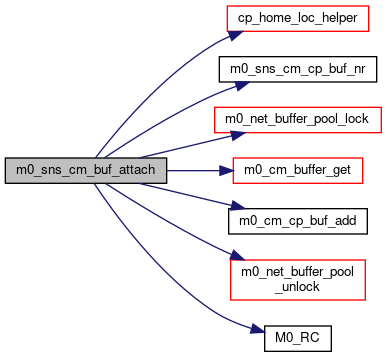 cp_home_loc_helper
m0_sns_cm_cp_buf_nr
m0_net_buffer_pool_lock
m0_sns_cm_buf_attach
m0_cm_buffer_get
m0_cm_cp_buf_add
m0_net_buffer_pool
_unlock
M0_RC